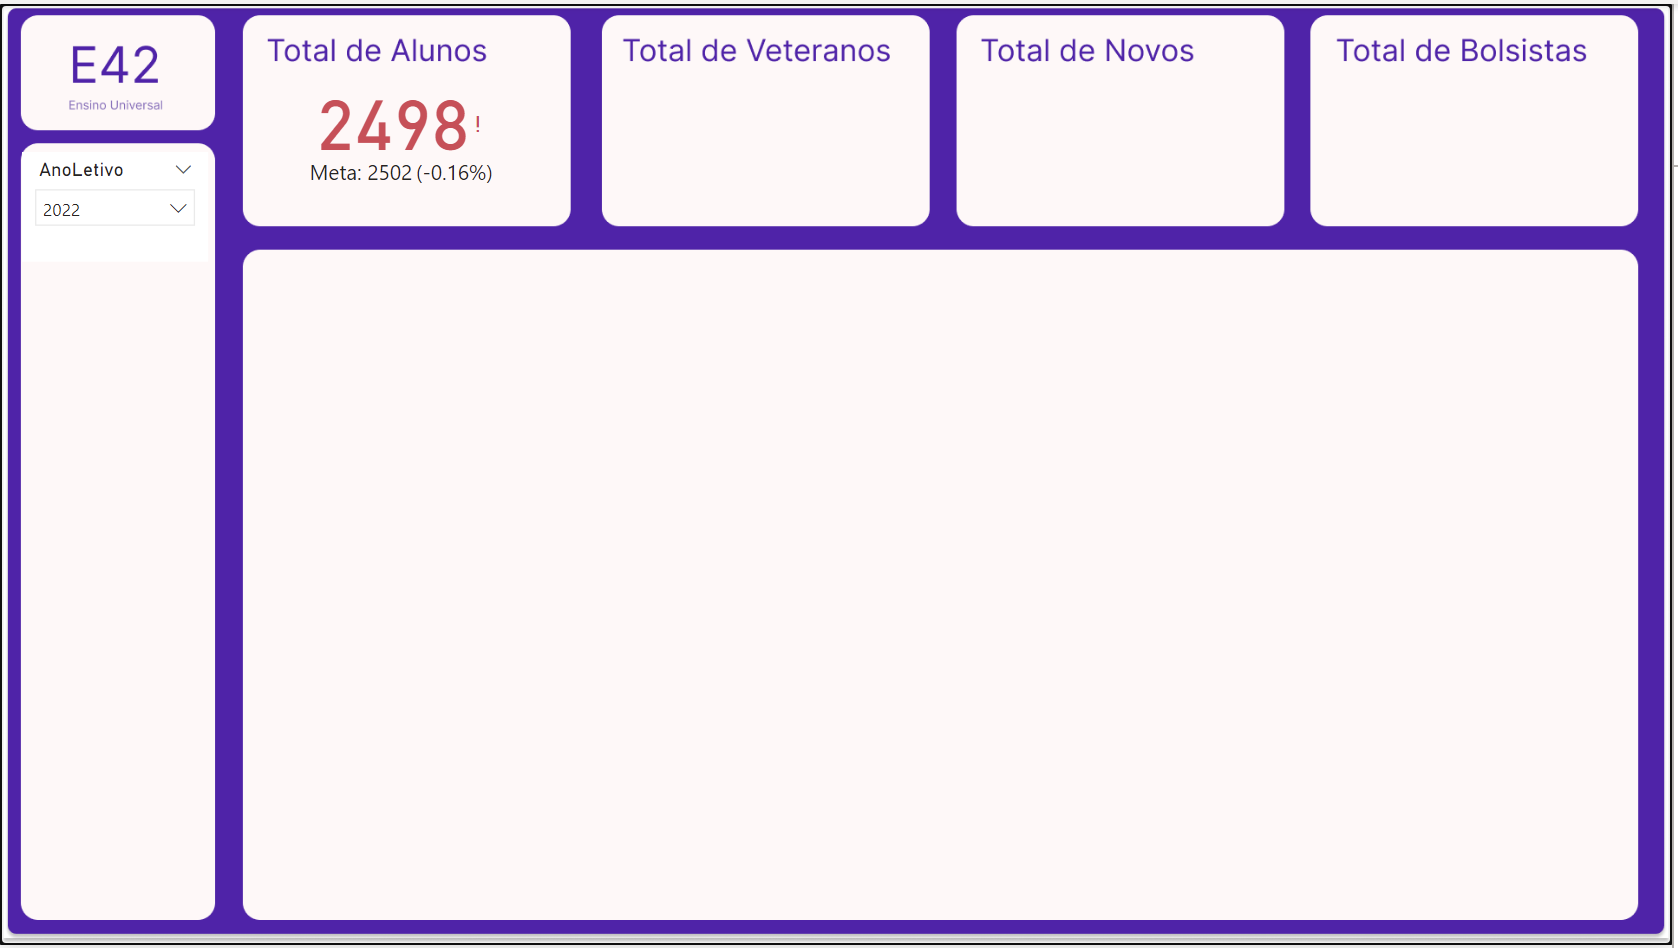 E42
Ensino Universal
AnoLetivo
2022
Total de Alunos
2498!
Meta: 2502 (-0.16%)
Total de Veteranos
Total de Novos
Total de Bolsistas